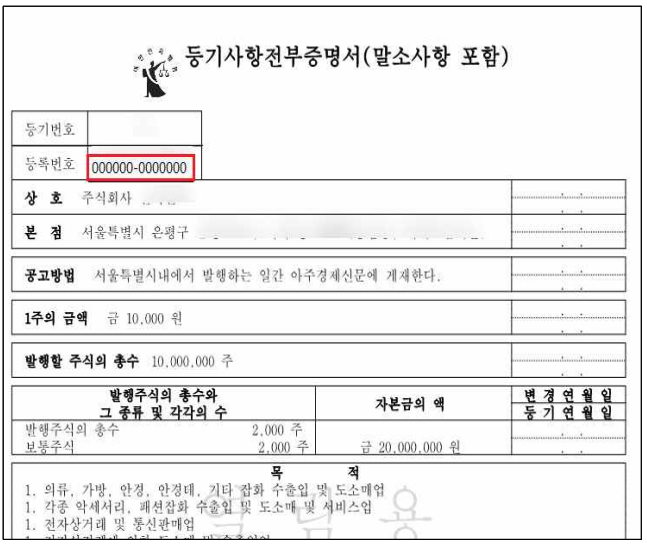 등기사항전부증명서(말소사항 포함)
등기번호
등록번호 000000-0000000
상 호 주식회사
본 점 서울특별시 은평구
공고방법 서울특별시내에서 발행하는 일간 아주경제신문에 게재한다.
1주의 금액 금 10,000 원
발행할 주식의 총수 10,000,000 주
발행주식의 총수와
그 종류 및 각각의 수
자본금의 액
변 경 연 월 일
등 기 연 월 일
발행주식의 총수 2,000 주
보통주식 2,000 주
금 20,000,000 원
목 적
1. 의류, 가방, 안경, 안경테, 기타 잡화 수출입 및 도소매업
1. 각종 악세서리, 패션잡화 수출입 및 도소매 및 서비스업
1. 전자상거래 및 통신판매업
열 람 용